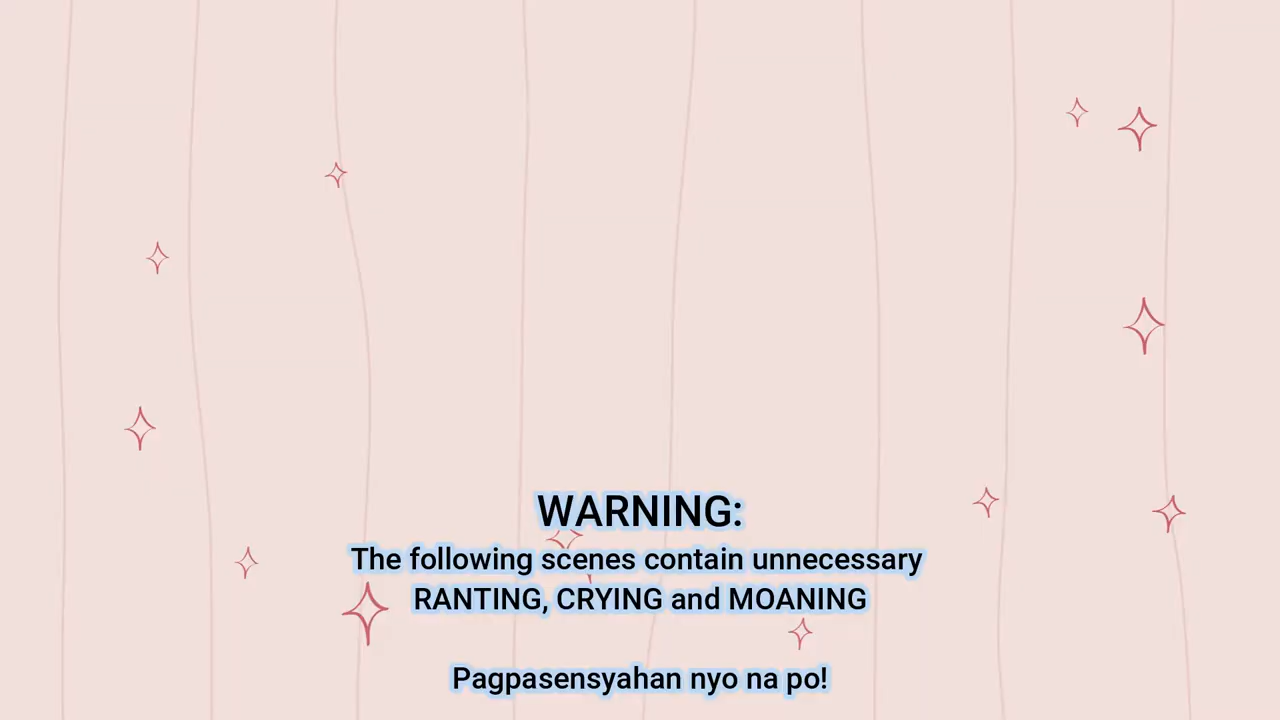 WARNING:
The following scenes contain unnecessary
RANTING, CRYING and MOANING
Pagpasensyahan nyo na po!